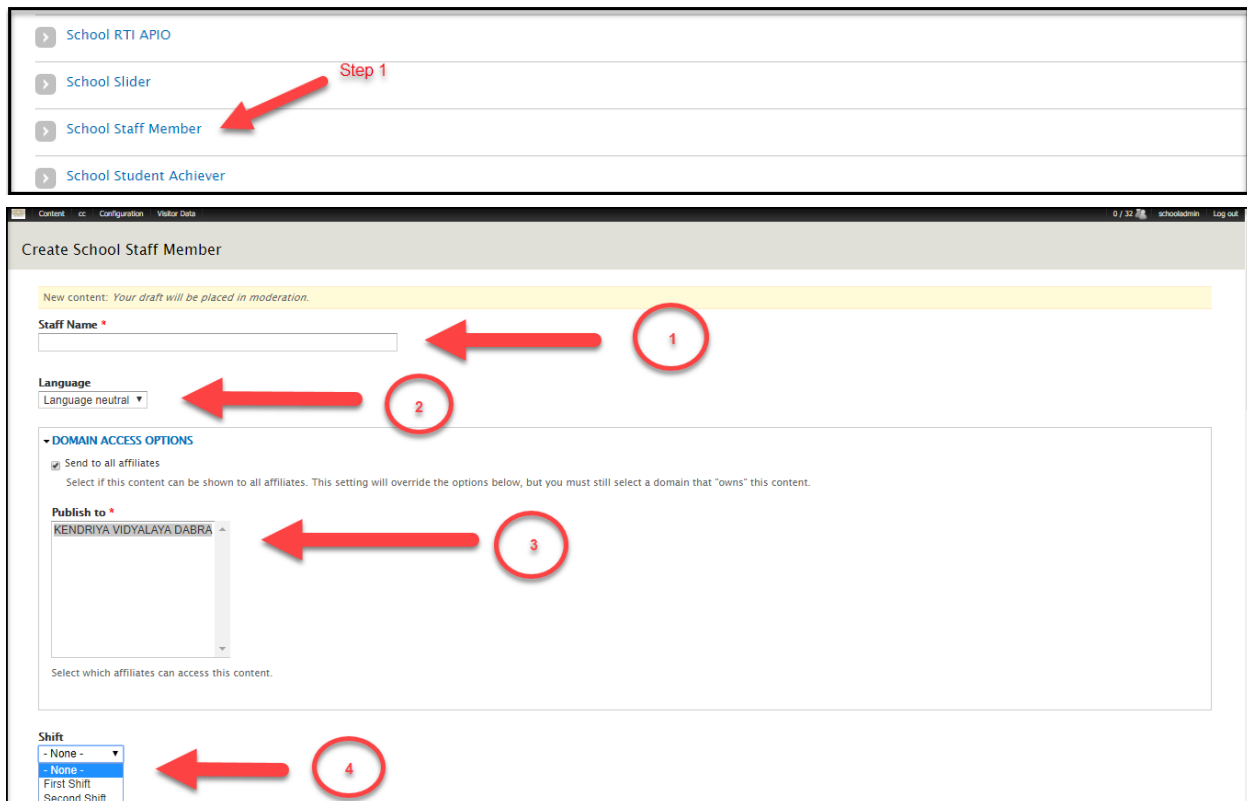 School RTI APIO
Step 1
School Slider
School Staff Member
School Student Achiever
Content cc Configuration Visitor Data 0 / 32 schooladmin Log out
Create School Staff Member
New content: Your draft will be placed in moderation.
Staff Name *
1
Language
Language neutral
2
DOMAIN ACCESS OPTIONS
Send to all affiliates
Select if this content can be shown to all affiliates. This setting will override the options below, but you must still select a domain that "owns" this content.
Publish to *
KENDRIYA VIDYALAYA DABRA
3
Select which affiliates can access this content.
Shift
- None -
- None -
4
First Shift
Second Shift